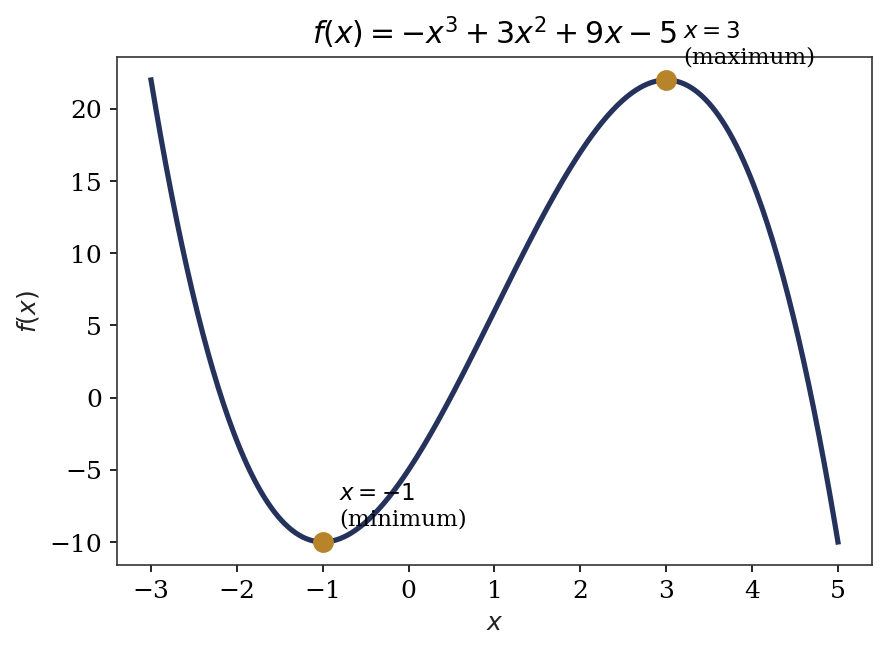 f(x) = −x³ + 3x² + 9x − 5
x = 3
(maximum)
20
15
10
5
0
−5
−10
f(x)
x = −1
(minimum)
−3 −2 −1 0 1 2 3 4 5
x